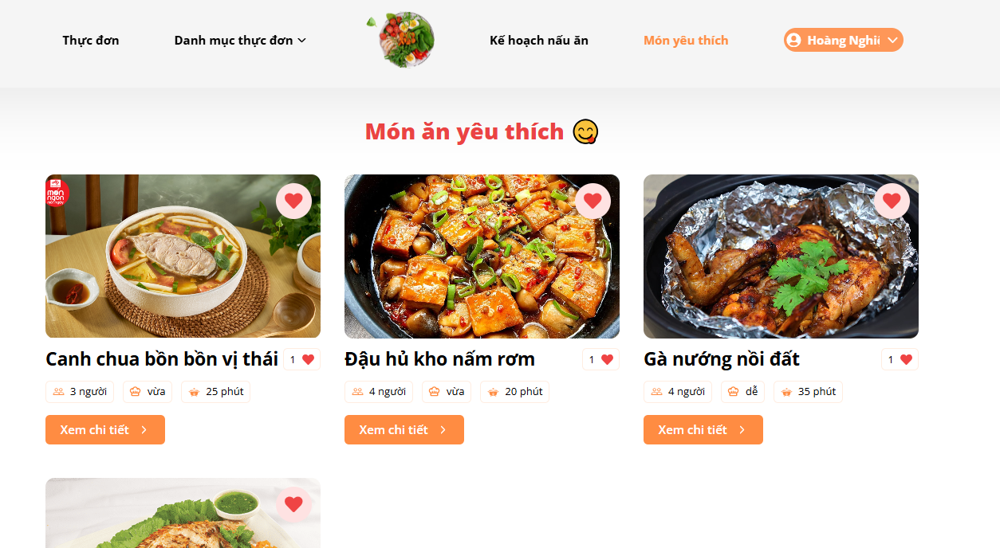 Thực đơn
Danh mục thực đơn
Kế hoạch nấu ăn
Món yêu thích
Hoàng Nghiê
Món ăn yêu thích
món
ngon
mỗi ngày
Canh chua bồn bồn vị thái
1
3 người
vừa
25 phút
Xem chi tiết
Đậu hủ kho nấm rơm
1
4 người
vừa
20 phút
Xem chi tiết
Gà nướng nồi đất
1
4 người
dễ
35 phút
Xem chi tiết